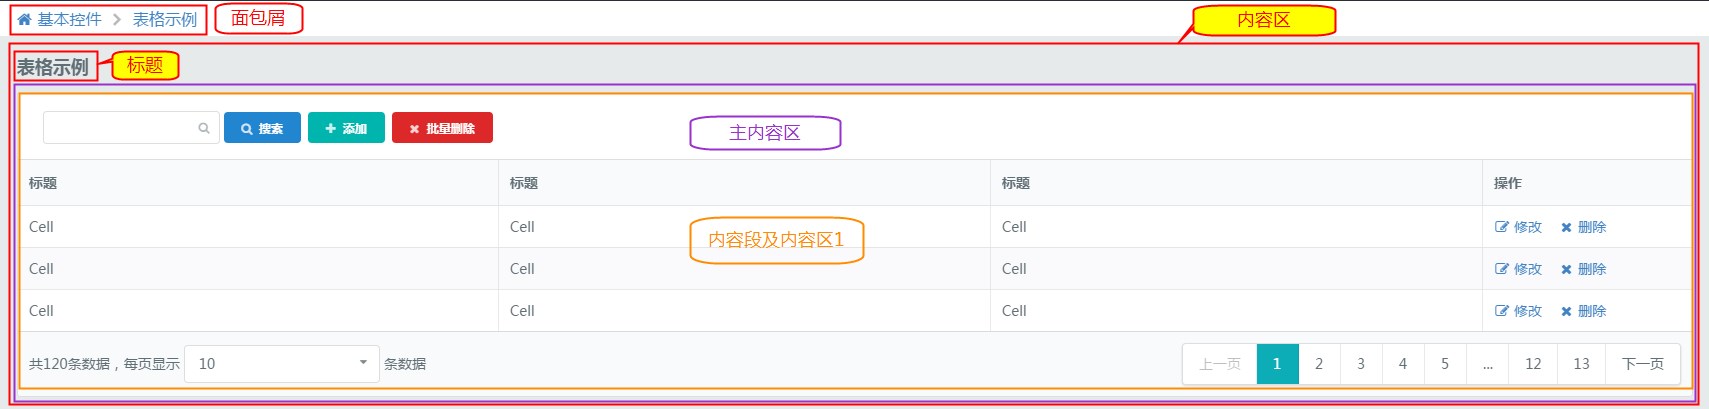 基本控件 表格示例 面包屑 内容区
表格示例 标题
搜索 添加 批量删除 主内容区
标题 标题 标题 操作
Cell Cell Cell 修改 删除
内容段及内容区1
Cell Cell Cell 修改 删除
Cell Cell Cell 修改 删除
共120条数据，每页显示 10 条数据 上一页 1 2 3 4 5 ... 12 13 下一页